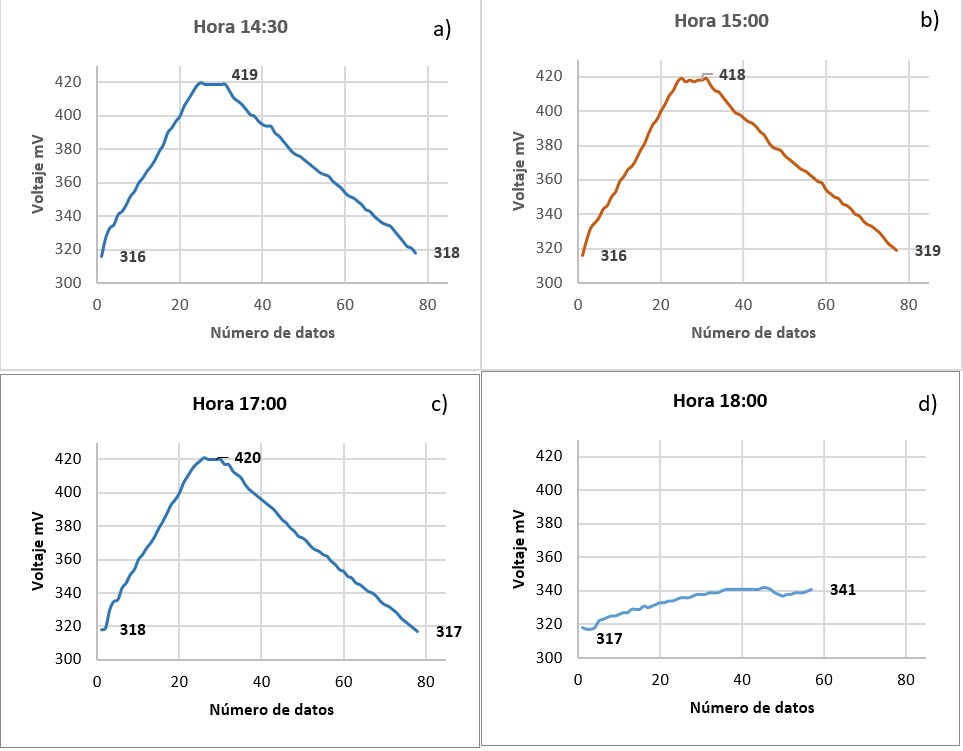 Hora 14:30
a)
Voltaje mV
420
400
380
360
340
320
300
419
316
318
0 20 40 60 80
Número de datos
Hora 15:00
b)
Voltaje mV
420
400
380
360
340
320
300
418
316
319
0 20 40 60 80
Número de datos
Hora 17:00
c)
Voltaje mV
420
400
380
360
340
320
300
420
318
317
0 20 40 60 80
Número de datos
Hora 18:00
d)
Voltaje mV
420
400
380
360
340
320
300
341
317
0 20 40 60 80
Número de datos